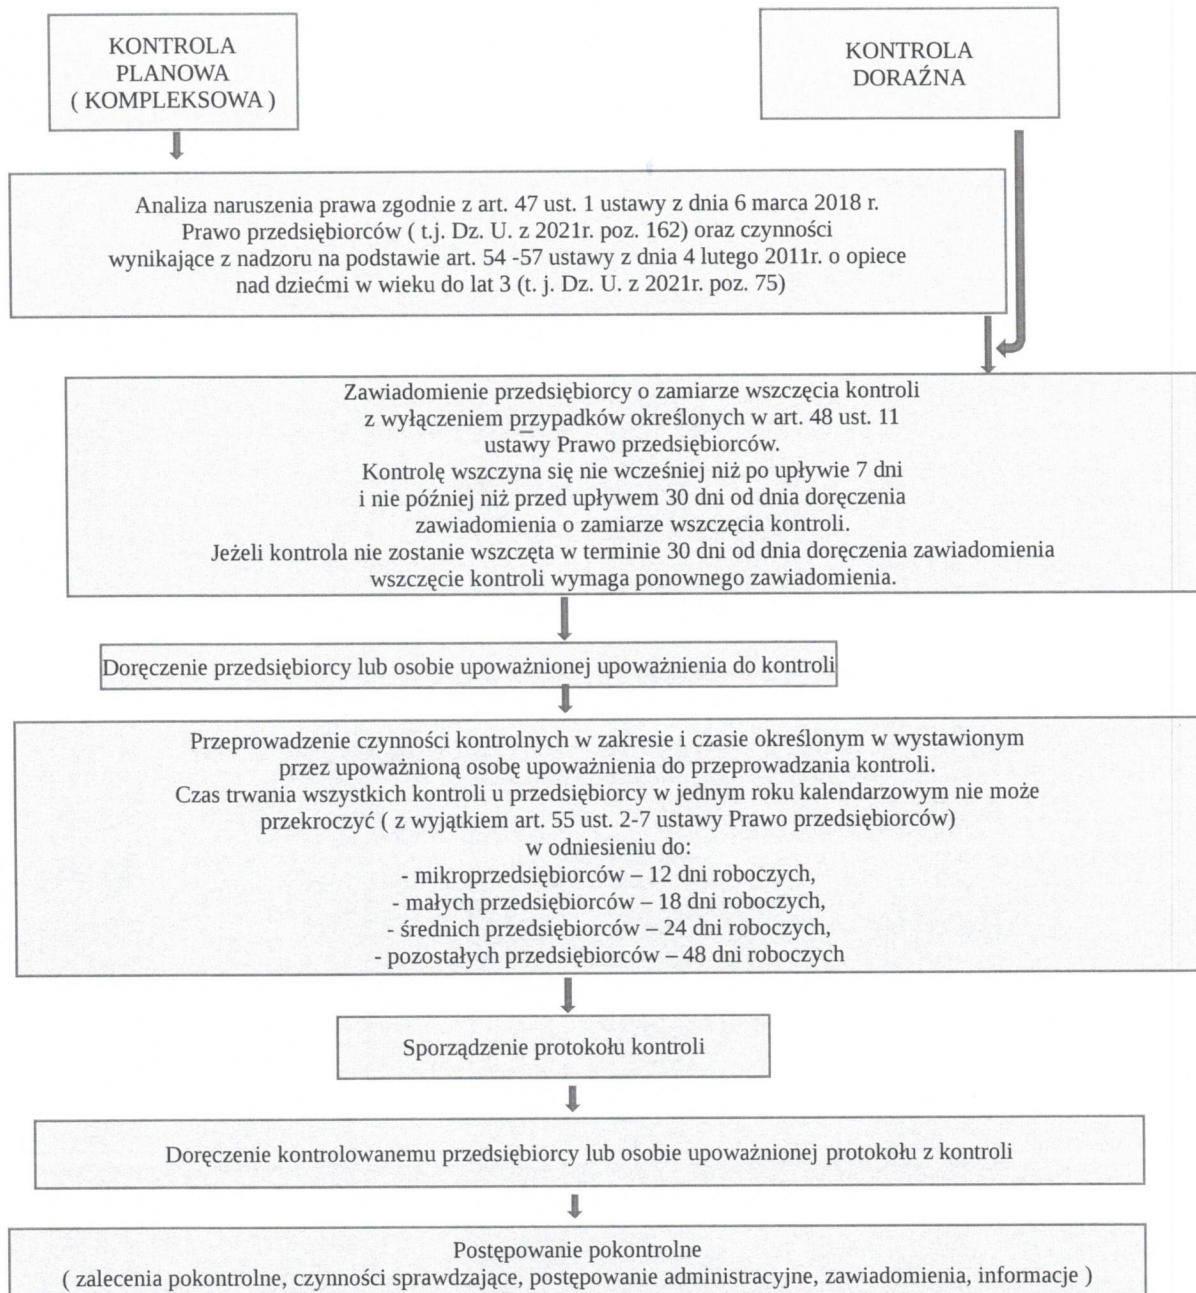 KONTROLA
PLANOWA
( KOMPLEKSOWA )
KONTROLA
DORAŹNA
Analiza naruszenia prawa zgodnie z art. 47 ust. 1 ustawy z dnia 6 marca 2018 r.
Prawo przedsiębiorców ( t.j. Dz. U. z 2021r. poz. 162) oraz czynności
wynikające z nadzoru na podstawie art. 54 -57 ustawy z dnia 4 lutego 2011r. o opiece
nad dziećmi w wieku do lat 3 (t. j. Dz. U. z 2021r. poz. 75)
Zawiadomienie przedsiębiorcy o zamiarze wszczęcia kontroli
z wyłączeniem przypadków określonych w art. 48 ust. 11
ustawy Prawo przedsiębiorców.
Kontrolę wszczyna się nie wcześniej niż po upływie 7 dni
i nie później niż przed upływem 30 dni od dnia doręczenia
zawiadomienia o zamiarze wszczęcia kontroli.
Jeżeli kontrola nie zostanie wszczęta w terminie 30 dni od dnia doręczenia zawiadomienia
wszczęcie kontroli wymaga ponownego zawiadomienia.
Doręczenie przedsiębiorcy lub osobie upoważnionej upoważnienia do kontroli
Przeprowadzenie czynności kontrolnych w zakresie i czasie określonym w wystawionym
przez upoważnioną osobę upoważnienia do przeprowadzania kontroli.
Czas trwania wszystkich kontroli u przedsiębiorcy w jednym roku kalendarzowym nie może
przekroczyć ( z wyjątkiem art. 55 ust. 2-7 ustawy Prawo przedsiębiorców)
w odniesieniu do:
- mikroprzedsiębiorców – 12 dni roboczych,
- małych przedsiębiorców – 18 dni roboczych,
- średnich przedsiębiorców – 24 dni roboczych,
- pozostałych przedsiębiorców – 48 dni roboczych
Sporządzenie protokołu kontroli
Doręczenie kontrolowanemu przedsiębiorcy lub osobie upoważnionej protokołu z kontroli
Postępowanie pokontrolne
( zalecenia pokontrolne, czynności sprawdzające, postępowanie administracyjne, zawiadomienia, informacje )